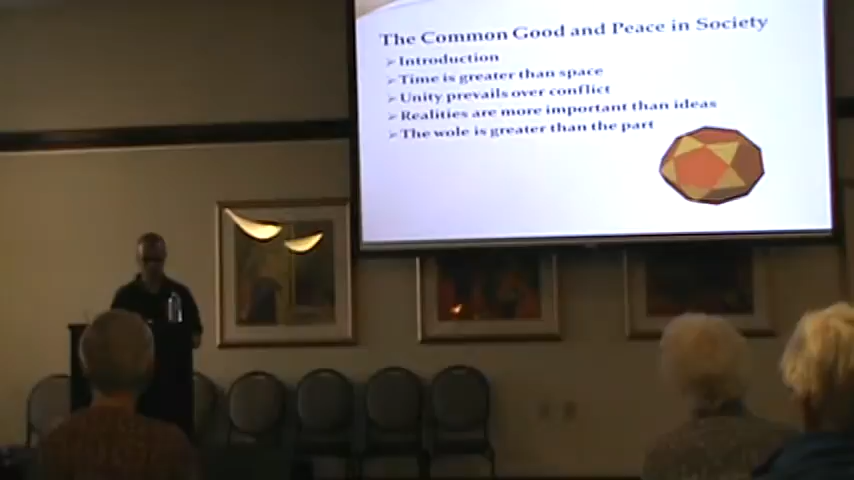 The Common Good and Peace in Society
Introduction
Time is greater than space
Unity prevails over conflict
Realities are more important than ideas
The wole is greater than the part